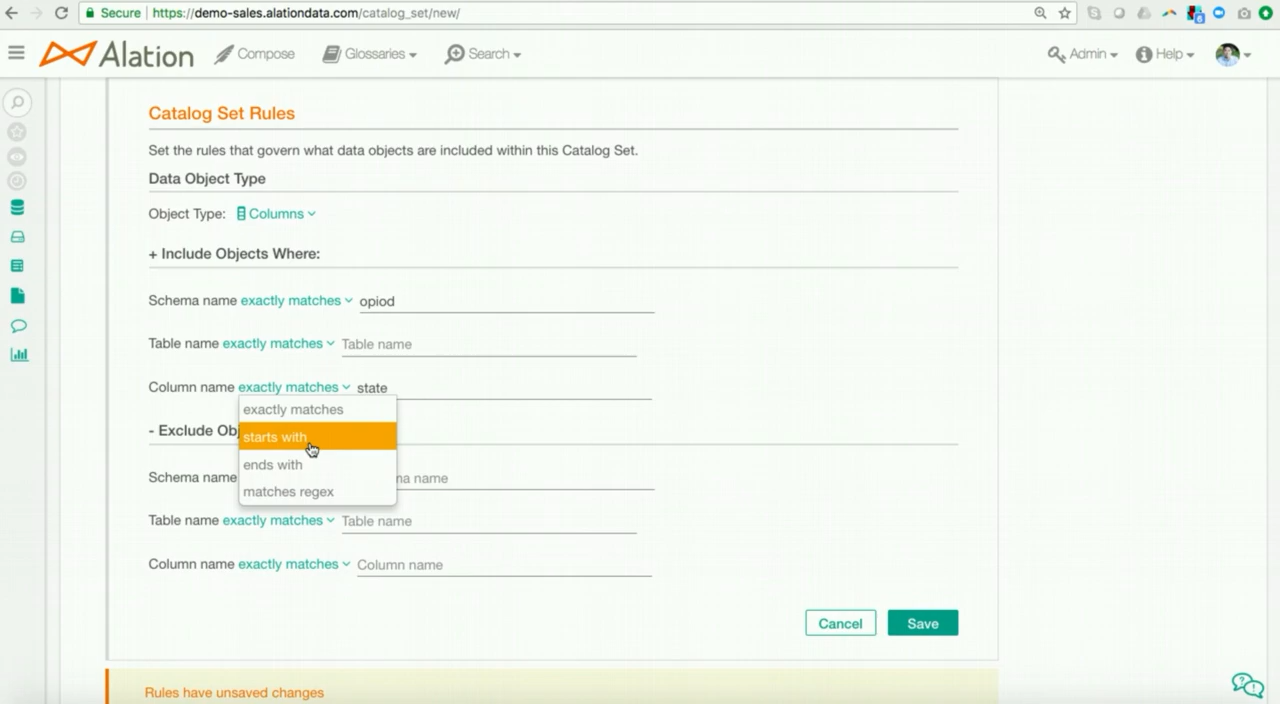 Secure https://demo-sales.alationdata.com/catalog_set/new/
Alation Compose Glossaries Search Admin Help
Catalog Set Rules
Set the rules that govern what data objects are included within this Catalog Set.
Data Object Type
Object Type: Columns
+ Include Objects Where:
Schema name exactly matches opiod
Table name exactly matches Table name
Column name exactly matches state
exactly matches
- Exclude Obj
starts with
ends with
Schema name na name
matches regex
Table name exactly matches Table name
Column name exactly matches Column name
Cancel Save
Rules have unsaved changes